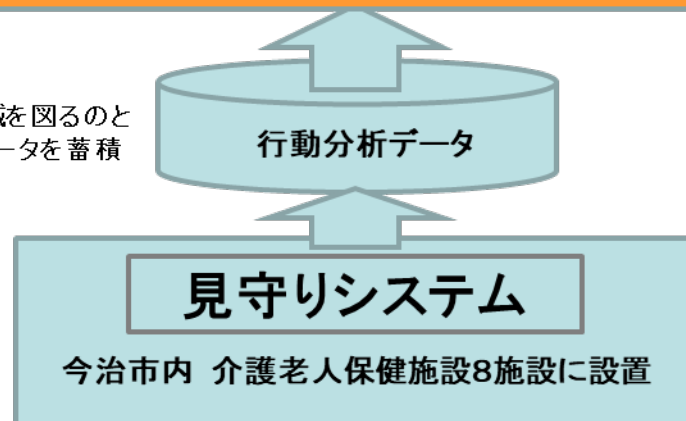 を図るのと
ータを蓄積
行動分析データ
見守りシステム
今治市内 介護老人保健施設8施設に設置